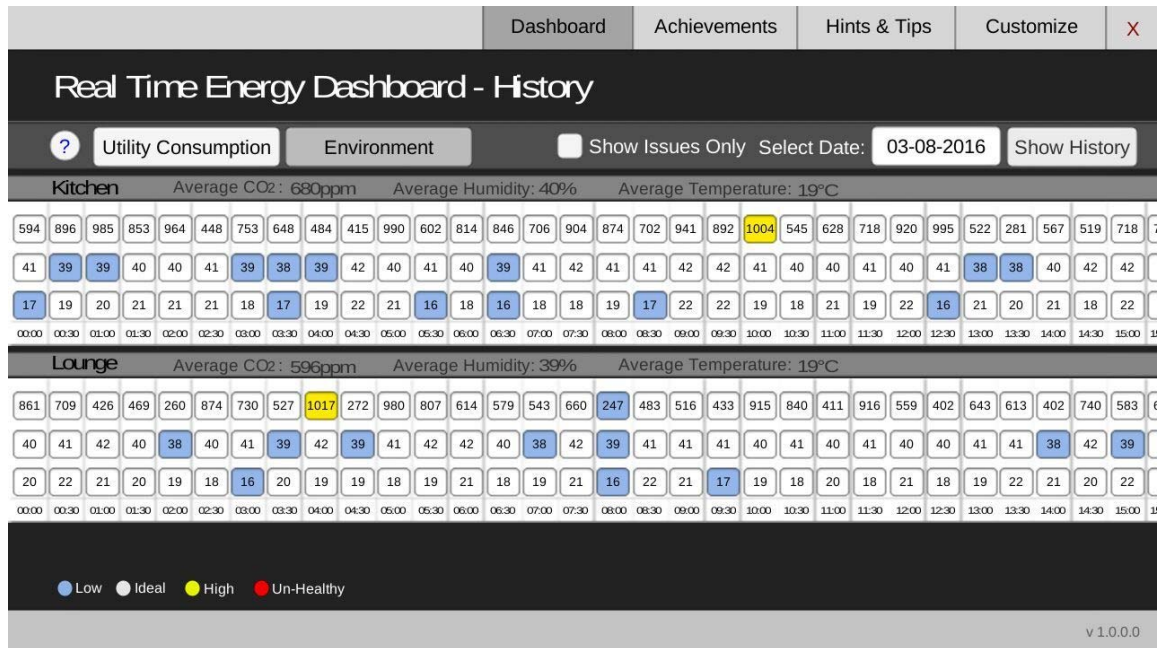 Dashboard Achievements Hints & Tips Customize X
Real Time Energy Dashboard - History
? Utility Consumption Environment Show Issues Only Select Date: 03-08-2016 Show History
Kitchen Average CO2: 680ppm Average Humidity: 40% Average Temperature: 19°C
594 896 985 853 964 448 753 648 484 415 990 602 814 846 706 904 874 702 941 892 1004 545 628 718 920 995 522 281 567 519 718
41 39 39 40 40 41 39 38 39 42 40 41 40 39 41 42 41 41 42 42 41 40 40 41 40 41 38 38 40 42 42
17 19 20 21 21 21 18 17 19 22 21 16 18 16 18 18 19 17 22 22 19 18 21 19 22 16 21 20 21 18 22
00:00 00:30 01:00 01:30 02:00 02:30 03:00 03:30 04:00 04:30 05:00 05:30 06:00 06:30 07:00 07:30 08:00 08:30 09:00 09:30 10:00 10:30 11:00 11:30 12:00 12:30 13:00 13:30 14:00 14:30 15:00
Lounge Average CO2: 596ppm Average Humidity: 39% Average Temperature: 19°C
861 709 426 469 260 874 730 527 1017 272 980 807 614 579 543 660 247 483 516 433 915 840 411 916 559 402 643 613 402 740 583
40 41 42 40 38 40 41 39 42 39 41 42 42 40 38 42 39 41 41 41 40 41 40 41 40 40 41 41 38 42 39
20 22 21 20 19 18 16 20 19 19 18 19 21 18 19 21 16 22 21 17 19 18 20 18 21 18 19 22 21 20 22
00:00 00:30 01:00 01:30 02:00 02:30 03:00 03:30 04:00 04:30 05:00 05:30 06:00 06:30 07:00 07:30 08:00 08:30 09:00 09:30 10:00 10:30 11:00 11:30 12:00 12:30 13:00 13:30 14:00 14:30 15:00
Low Ideal High Un-Healthy
v 1.0.0.0